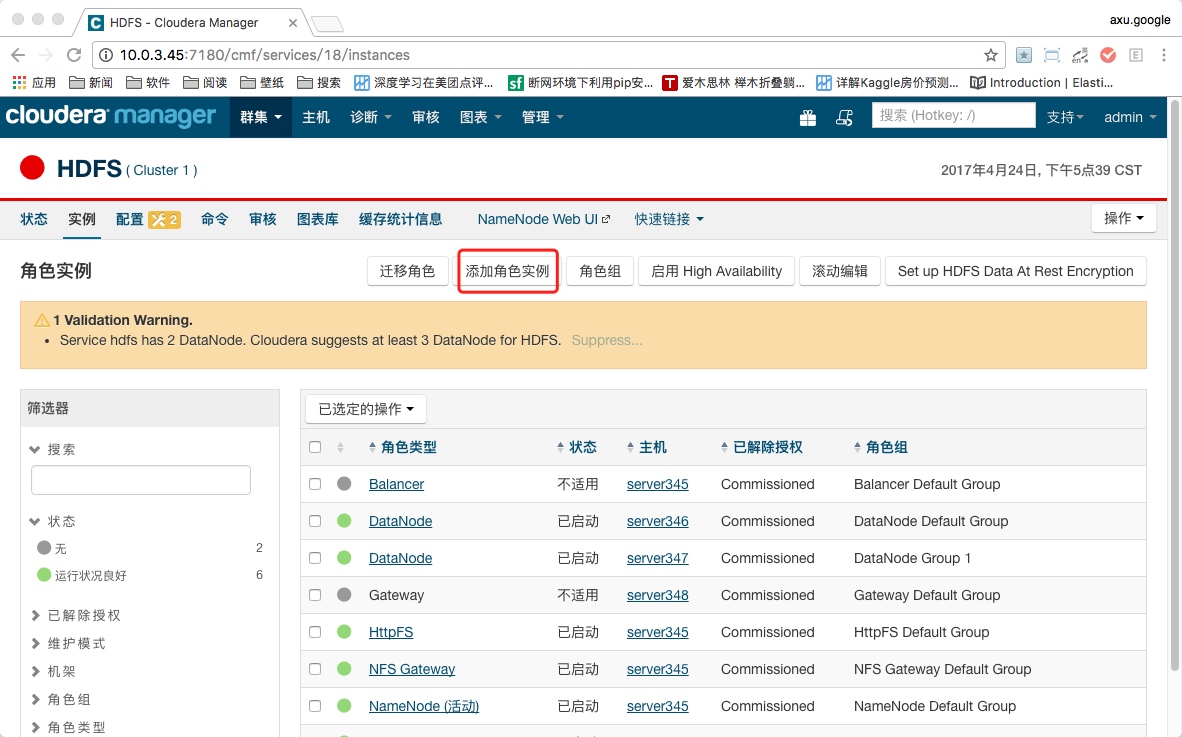 HDFS - Cloudera Manager
axu.google
10.0.3.45:7180/cmf/services/18/instances
应用 新闻 软件 阅读 壁纸 搜索 深度学习在美团点评... 断网环境下利用pip安... 爱木思林 榉木折叠躺... 详解Kaggle房价预测... Introduction | Elasti...
cloudera manager 群集 主机 诊断 审核 图表 管理 搜索 (Hotkey: /) 支持 admin
HDFS ( Cluster 1 ) 2017年4月24日, 下午5点39 CST
状态 实例 配置 2 命令 审核 图表库 缓存统计信息 NameNode Web UI 快速链接 操作
角色实例 迁移角色 添加角色实例 角色组 启用 High Availability 滚动编辑 Set up HDFS Data At Rest Encryption
1 Validation Warning.
• Service hdfs has 2 DataNode. Cloudera suggests at least 3 DataNode for HDFS. Suppress...
筛选器
搜索
状态
无 2
运行状况良好 6
已解除授权
维护模式
机架
角色组
角色类型
已选定的操作
角色类型 状态 主机 已解除授权 角色组
Balancer 不适用 server345 Commissioned Balancer Default Group
DataNode 已启动 server346 Commissioned DataNode Default Group
DataNode 已启动 server347 Commissioned DataNode Group 1
Gateway 不适用 server348 Commissioned Gateway Default Group
HttpFS 已启动 server345 Commissioned HttpFS Default Group
NFS Gateway 已启动 server345 Commissioned NFS Gateway Default Group
NameNode (活动) 已启动 server345 Commissioned NameNode Default Group